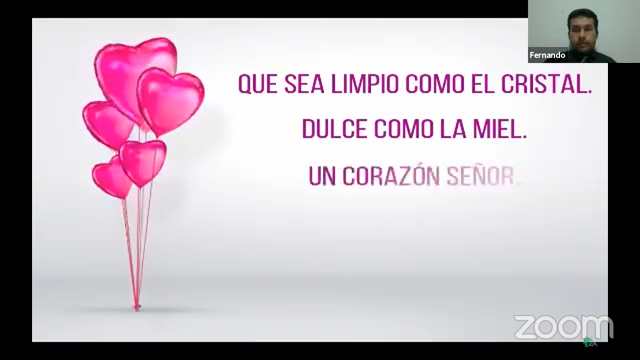 Fernando
QUE SEA LIMPIO COMO EL CRISTAL.
DULCE COMO LA MIEL.
UN CORAZÓN SEÑOR.
zoom